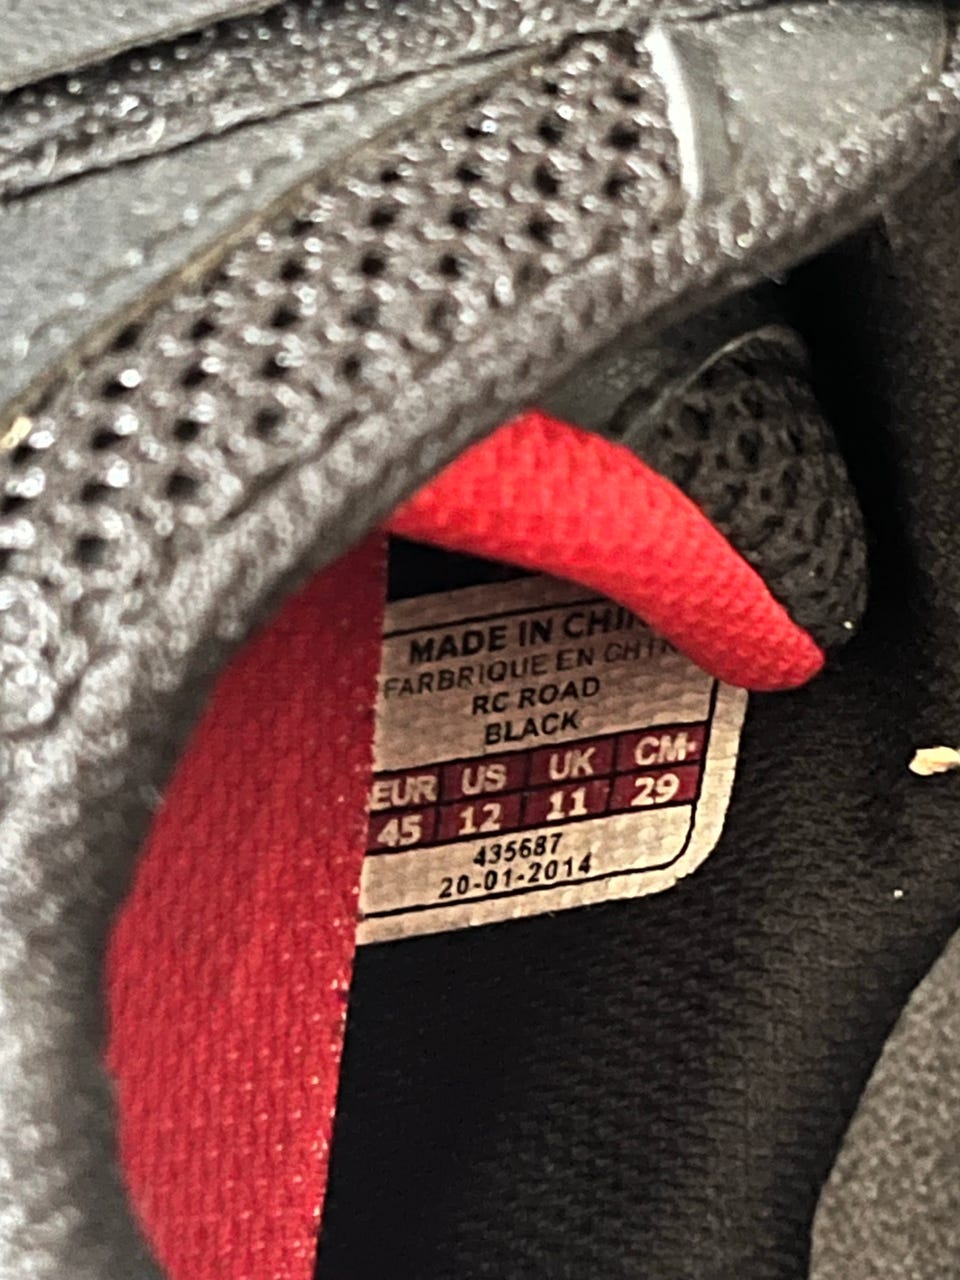 MADE IN CHIN
FARBRIQUE EN CHIN
RC ROAD
BLACK
EUR US UK CM
45 12 11 29
435687
20-01-2014